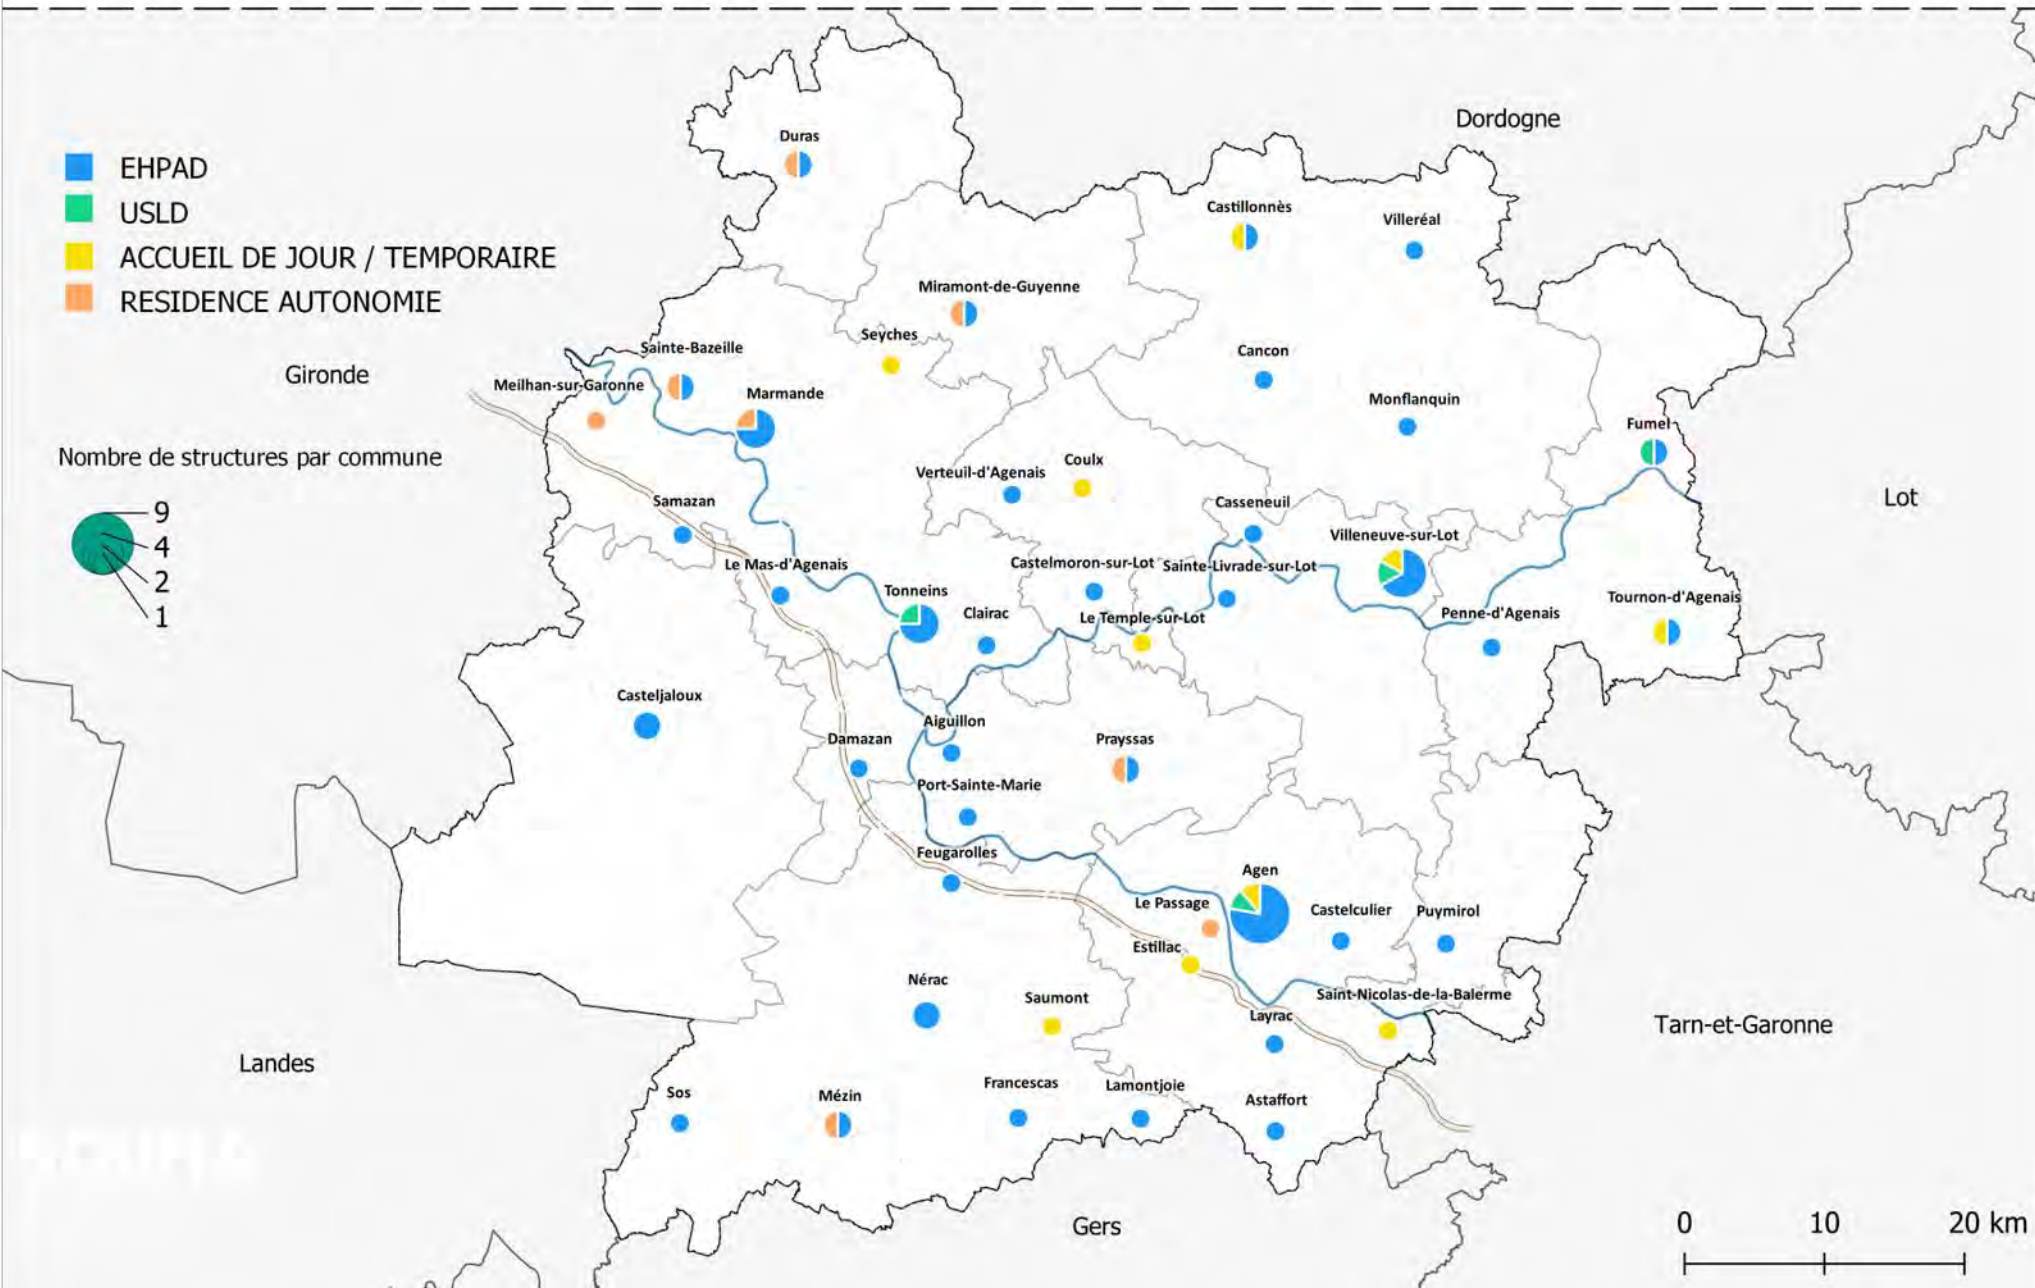 Dordogne
Duras
EHPAD
USLD
ACCUEIL DE JOUR / TEMPORAIRE
RESIDENCE AUTONOMIE
Castillonnès
Villeréal
Miramont-de-Guyenne
Seyches
Sainte-Bazeille
Cancon
Gironde
Meilhan-sur-Garonne
Marmande
Monflanquin
Fumel
Nombre de structures par commune
9
4
2
1
Verteuil-d'Agenais
Coulx
Lot
Samazan
Casseneuil
Villeneuve-sur-Lot
Le Mas-d'Agenais
Castelmoron-sur-Lot
Sainte-Livrade-sur-Lot
Tonneins
Clairac
Le Temple-sur-Lot
Penne-d'Agenais
Tournon-d'Agenais
Casteljaloux
Aiguillon
Damazan
Prayssas
Port-Sainte-Marie
Feugarolles
Agen
Le Passage
Castelculier
Puymirol
Estillac
Nérac
Saumont
Saint-Nicolas-de-la-Balerme
Layrac
Tarn-et-Garonne
Landes
Sos
Mézin
Francescas
Lamontjoie
Astaffort
Gers
0 10 20 km